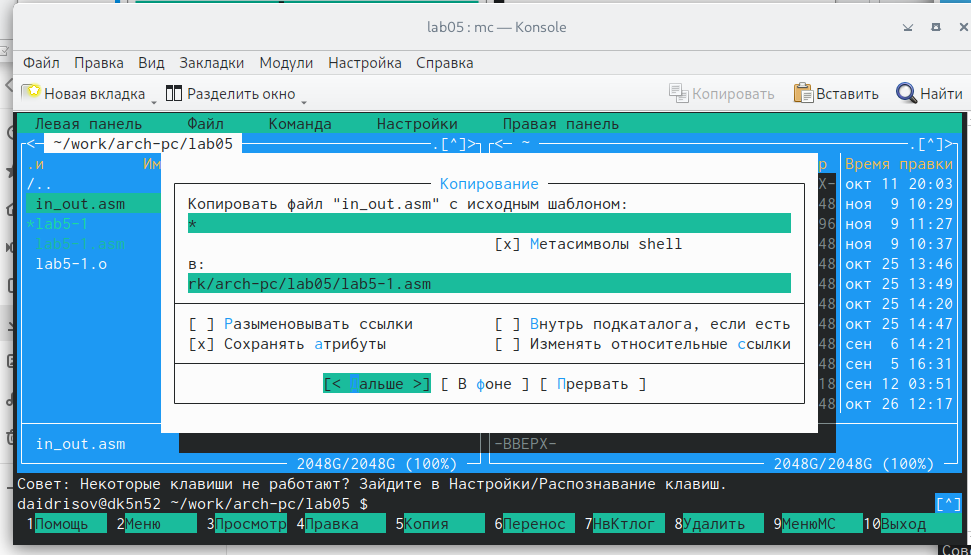 lab05 : mc — Konsole
Файл Правка Вид Закладки Модули Настройка Справка
Новая вкладка Разделить окно Копировать Вставить Найти
Левая панель Файл Команда Настройки Правая панель
<─ ~/work/arch-pc/lab05 .[^]> <─ ~ .[^]>
.и Им р Время правки
/.. Х- окт 11 20:03
in_out.asm 48 ноя 9 10:29
*lab5-1 96 ноя 9 11:27
lab5-1.asm 48 ноя 9 10:37
lab5-1.o 48 окт 25 13:46
48 окт 25 13:49
48 окт 25 14:20
48 окт 25 14:47
48 сен 6 14:21
48 сен 5 16:31
18 сен 12 03:51
48 окт 26 12:17
Копирование
Копировать файл "in_out.asm" с исходным шаблоном:
*
[x] Метасимволы shell
в:
rk/arch-pc/lab05/lab5-1.asm
[ ] Разыменовывать ссылки [ ] Внутрь подкаталога, если есть
[x] Сохранять атрибуты [ ] Изменять относительные ссылки
[< Дальше >] [ В фоне ] [ Прервать ]
in_out.asm -ВВЕРХ-
2048G/2048G (100%) 2048G/2048G (100%)
Совет: Некоторые клавиши не работают? Зайдите в Настройки/Распознавание клавиш.
daidrisov@dk5n52 ~/work/arch-pc/lab05 $ [^]
1Помощь 2Меню 3Просмотр 4Правка 5Копия 6Перенос 7НвКтлог 8Удалить 9МенюМС 10Выход
Сов